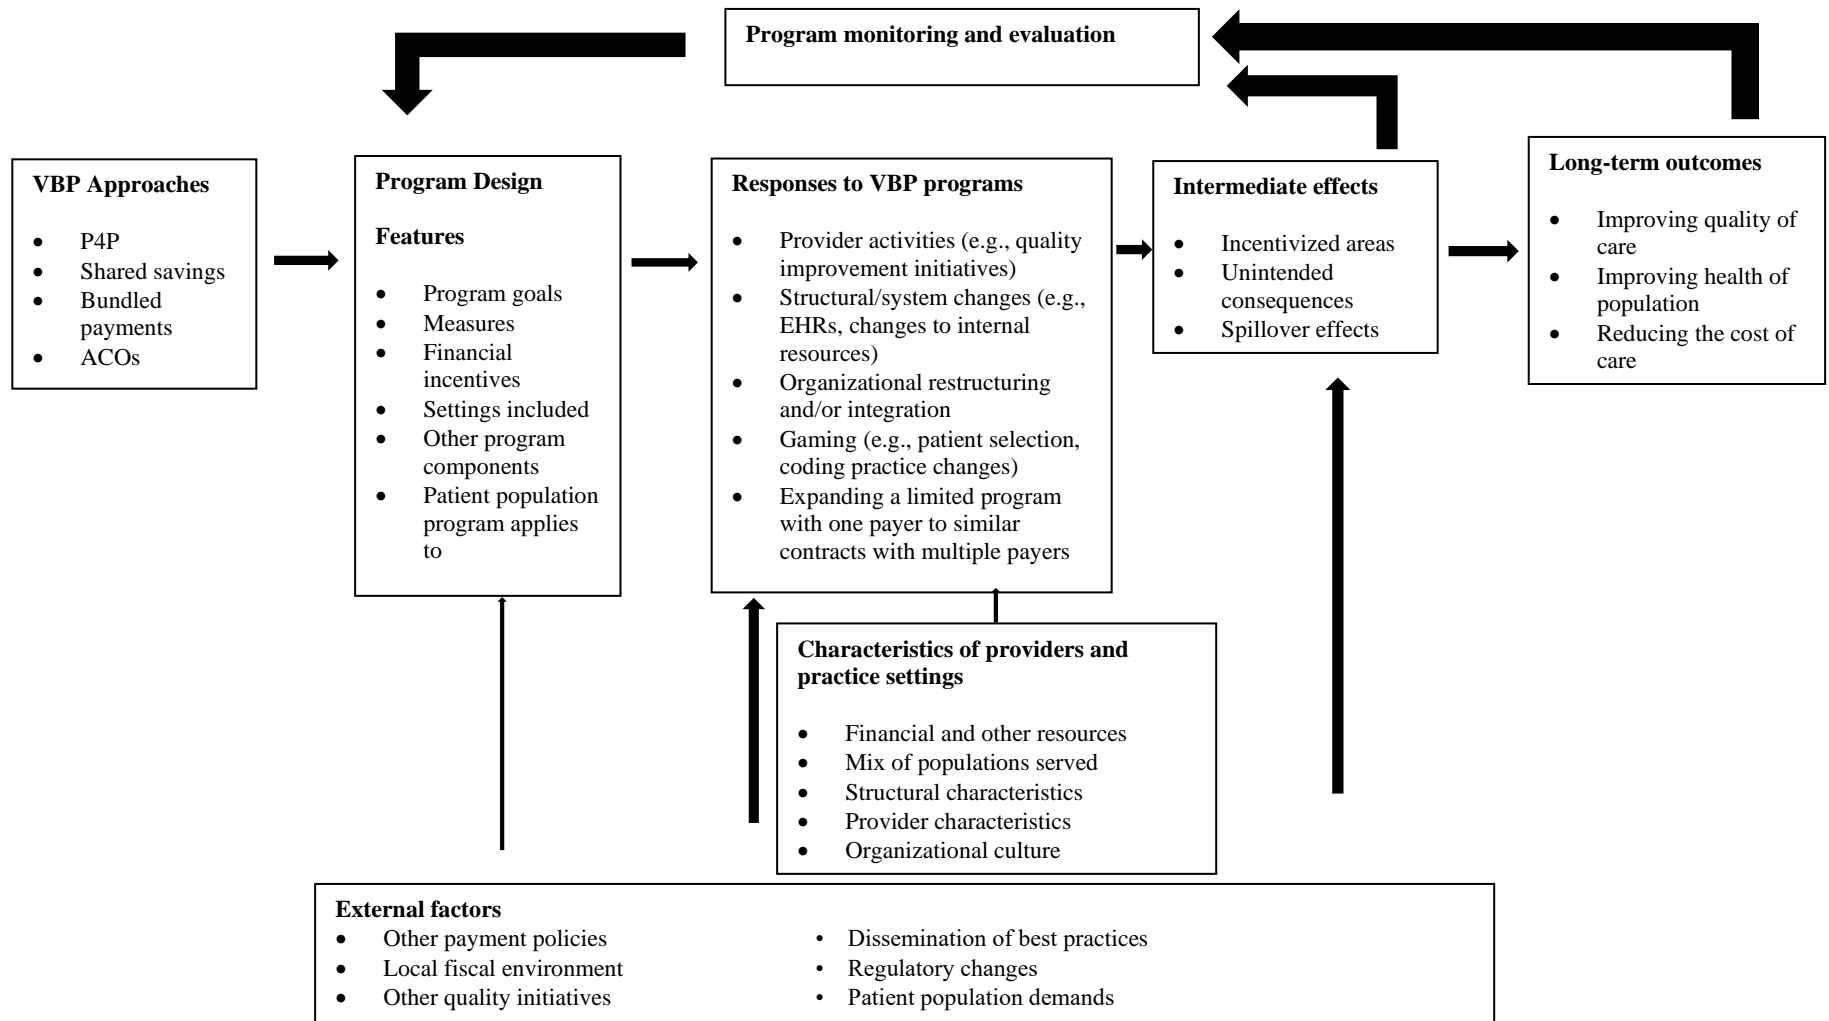 Program monitoring and evaluation
VBP Approaches
• P4P
• Shared savings
• Bundled
payments
• ACOs
Program Design
Features
• Program goals
• Measures
• Financial
incentives
• Settings included
• Other program
components
• Patient population
program applies
to
Responses to VBP programs
• Provider activities (e.g., quality
improvement initiatives)
• Structural/system changes (e.g.,
EHRs, changes to internal
resources)
• Organizational restructuring
and/or integration
• Gaming (e.g., patient selection,
coding practice changes)
• Expanding a limited program
with one payer to similar
contracts with multiple payers
Intermediate effects
• Incentivized areas
• Unintended
consequences
• Spillover effects
Long-term outcomes
• Improving quality of
care
• Improving health of
population
• Reducing the cost of
care
Characteristics of providers and
practice settings
• Financial and other resources
• Mix of populations served
• Structural characteristics
• Provider characteristics
• Organizational culture
External factors
• Other payment policies
• Local fiscal environment
• Other quality initiatives
• Dissemination of best practices
• Regulatory changes
• Patient population demands